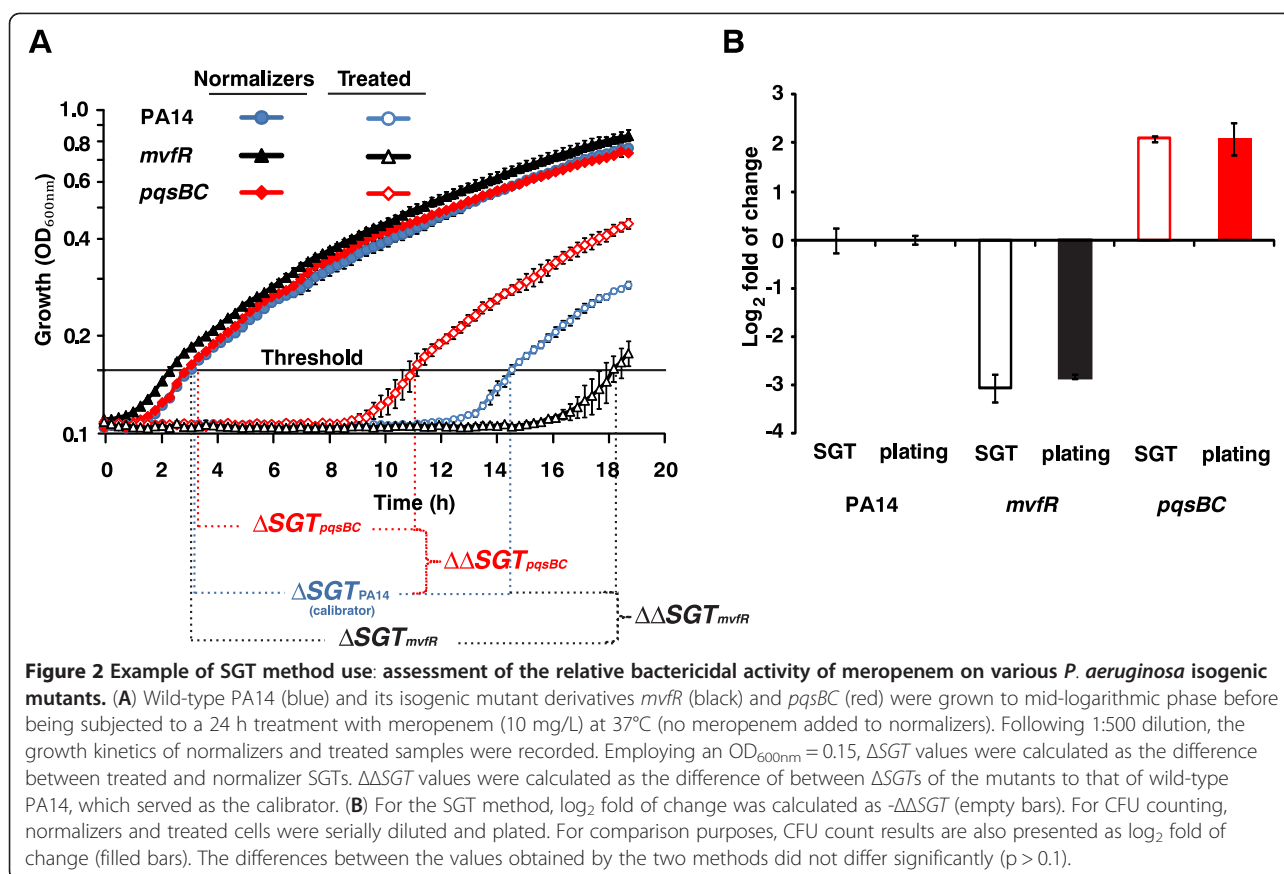 A
Normalizers Treated
PA14
mvfR
pqsBC
Growth (OD600nm)
1.0
0.8
0.6
0.4
0.2
0.1
Threshold
0 2 4 6 8 10 12 14 16 18 20
Time (h)
ΔSGTpqsBC
ΔΔSGTpqsBC
ΔSGTPA14
(calibrator)
ΔΔSGTmvfR
ΔSGTmvfR
B
Log2 fold of change
3
2
1
0
-1
-2
-3
-4
SGT plating SGT plating SGT plating
PA14 mvfR pqsBC
Figure 2 Example of SGT method use: assessment of the relative bactericidal activity of meropenem on various P. aeruginosa isogenic
mutants. (A) Wild-type PA14 (blue) and its isogenic mutant derivatives mvfR (black) and pqsBC (red) were grown to mid-logarithmic phase before
being subjected to a 24 h treatment with meropenem (10 mg/L) at 37°C (no meropenem added to normalizers). Following 1:500 dilution, the
growth kinetics of normalizers and treated samples were recorded. Employing an OD600nm = 0.15, ΔSGT values were calculated as the difference
between treated and normalizer SGTs. ΔΔSGT values were calculated as the difference of between ΔSGTs of the mutants to that of wild-type
PA14, which served as the calibrator. (B) For the SGT method, log2 fold of change was calculated as -ΔΔSGT (empty bars). For CFU counting,
normalizers and treated cells were serially diluted and plated. For comparison purposes, CFU count results are also presented as log2 fold of
change (filled bars). The differences between the values obtained by the two methods did not differ significantly (p > 0.1).